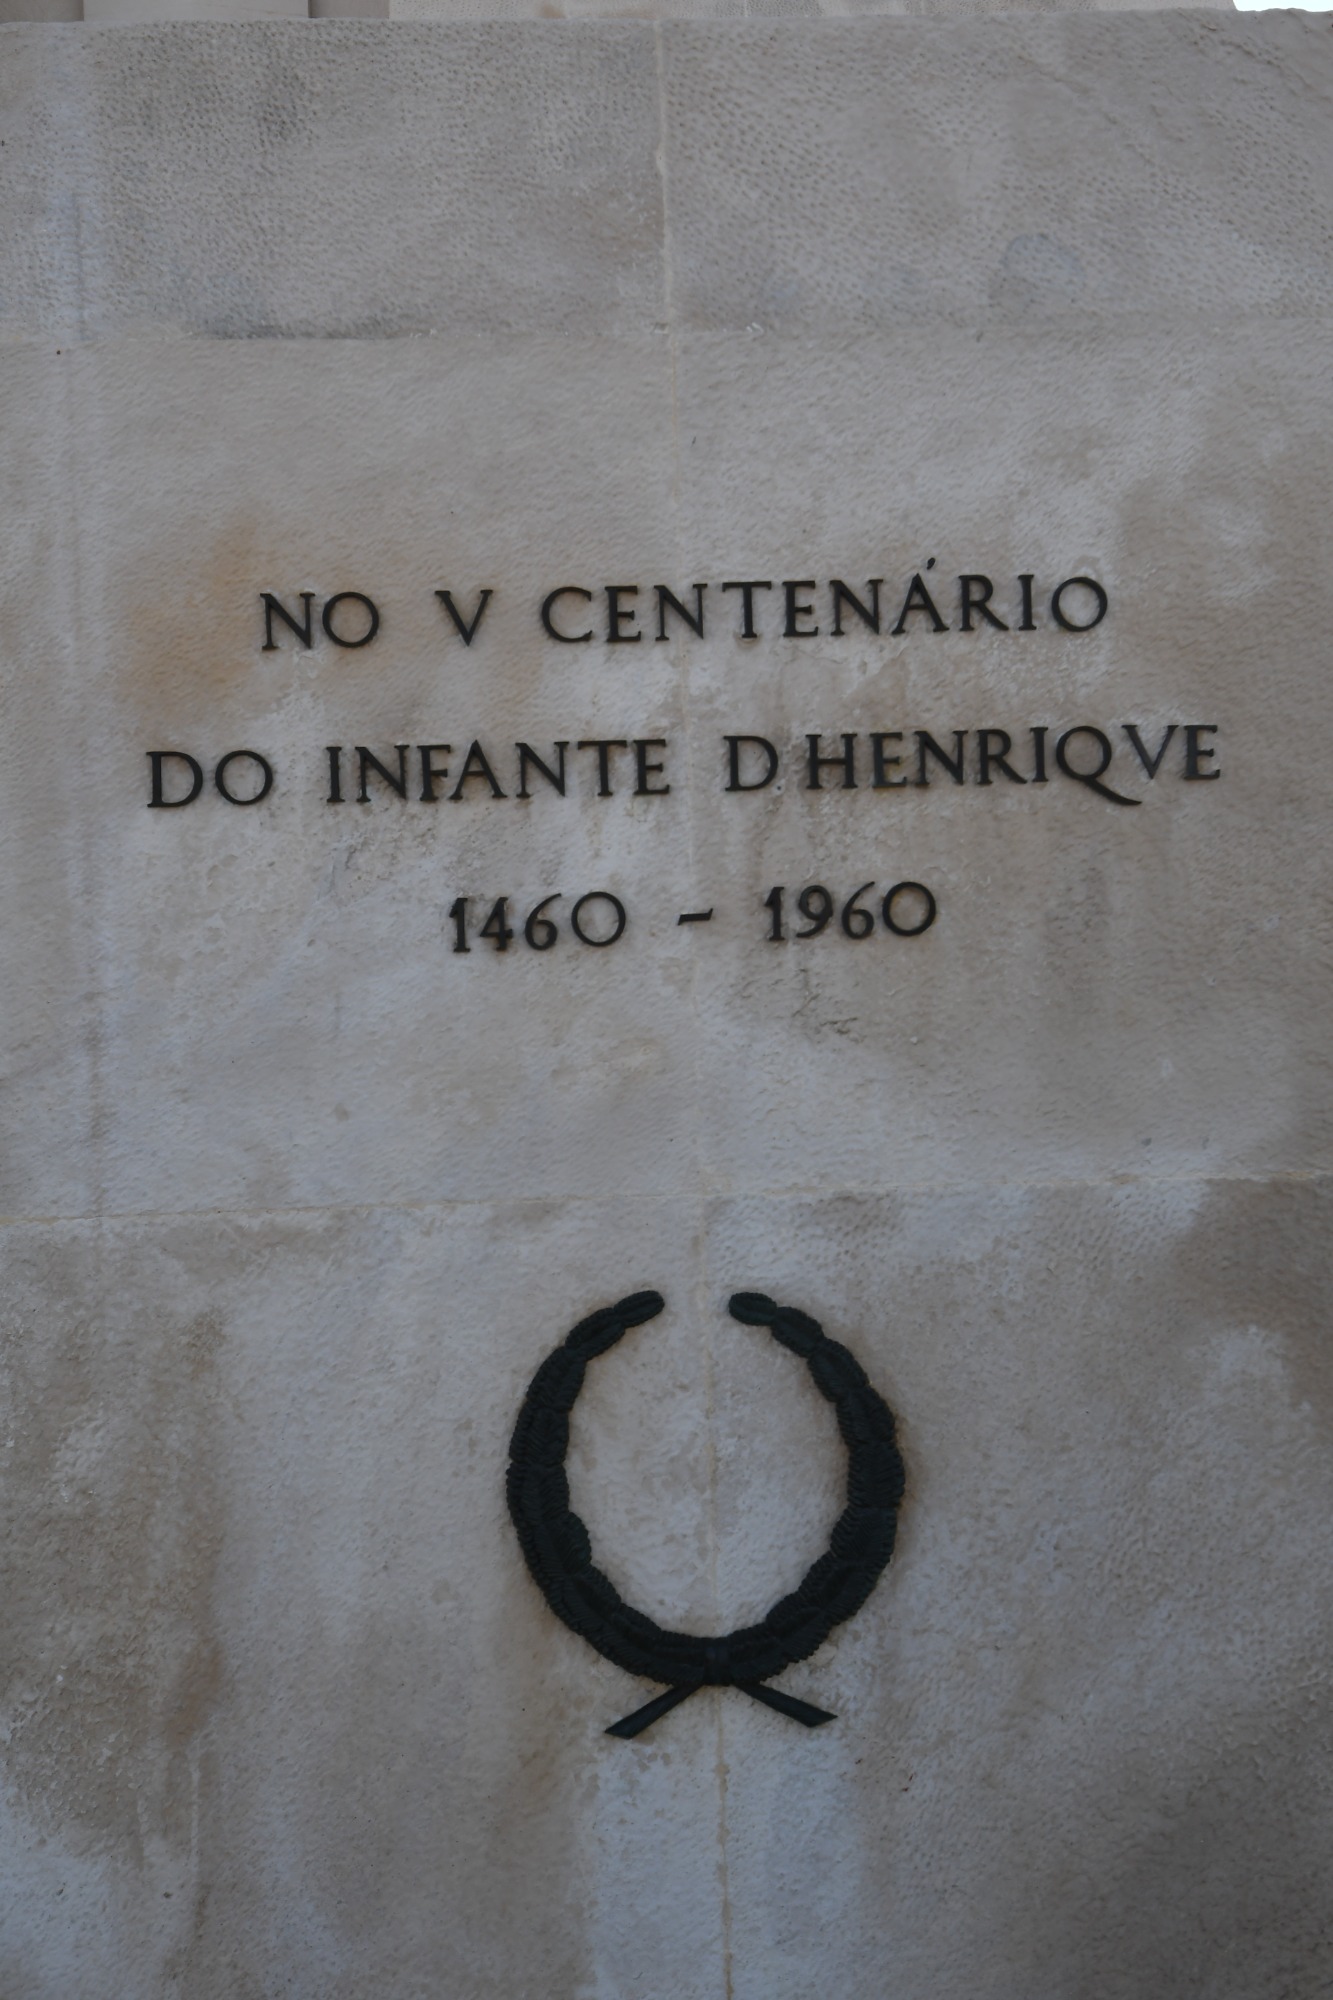 NO V CENTENÁRIO
DO INFANTE D HENRIQVE
1460 - 1960